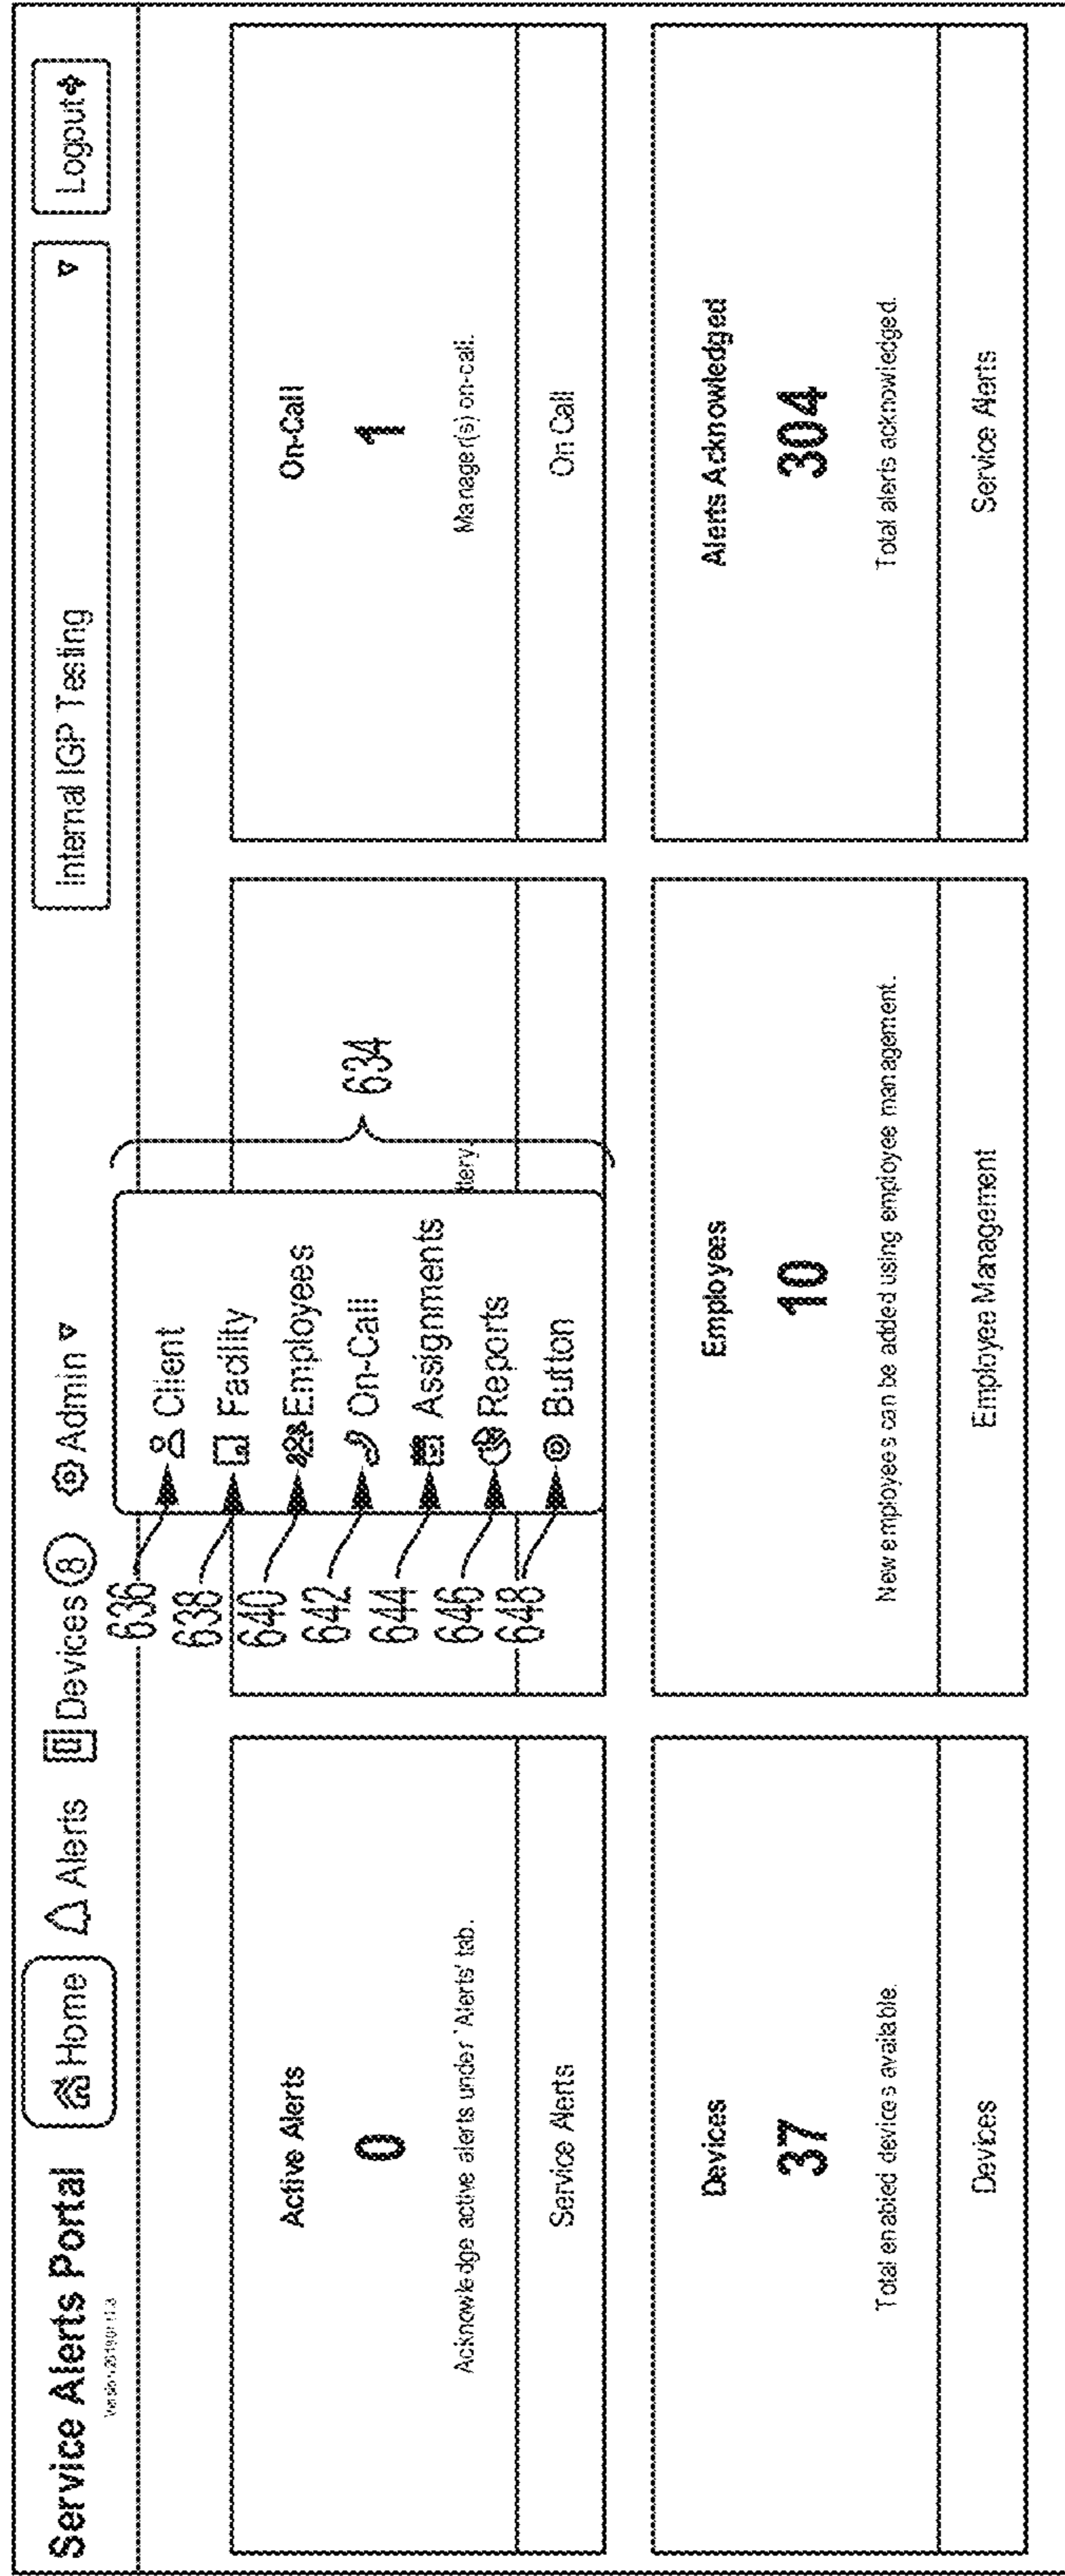 Service Alerts Portal Home Alerts Devices 8 Admin Internal IGP Testing Logout
636 Client
638 Facility
640 Employees
642 On-Call
644 Assignments
646 Reports
648 Button
634
Active Alerts
0
Acknowledge active alerts under 'Alerts' tab.
Service Alerts
ttery.
On-Call
1
Manager(s) on-call.
On Call
Devices
37
Total enabled devices available.
Devices
Employees
10
New employees can be added using employee management.
Employee Management
Alerts Acknowledged
304
Total alerts acknowledged.
Service Alerts